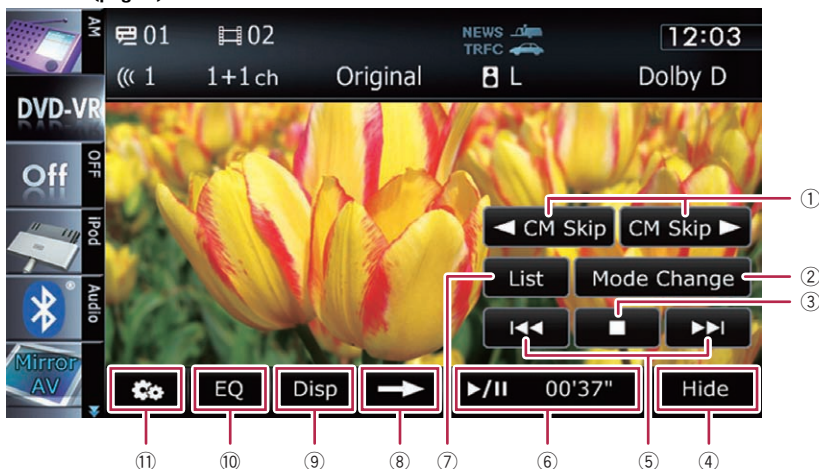 AM
01 02 NEWS 12:03
TRFC
1 1+1 ch Original L Dolby D
DVD-VR
Off OFF
iPod
Audio
Mirror
AV
◄ CM Skip CM Skip ►
List Mode Change
EQ Disp ►/II 00'37" Hide
①
②
③
⑪ ⑩ ⑨ ⑧ ⑦ ⑥ ⑤ ④